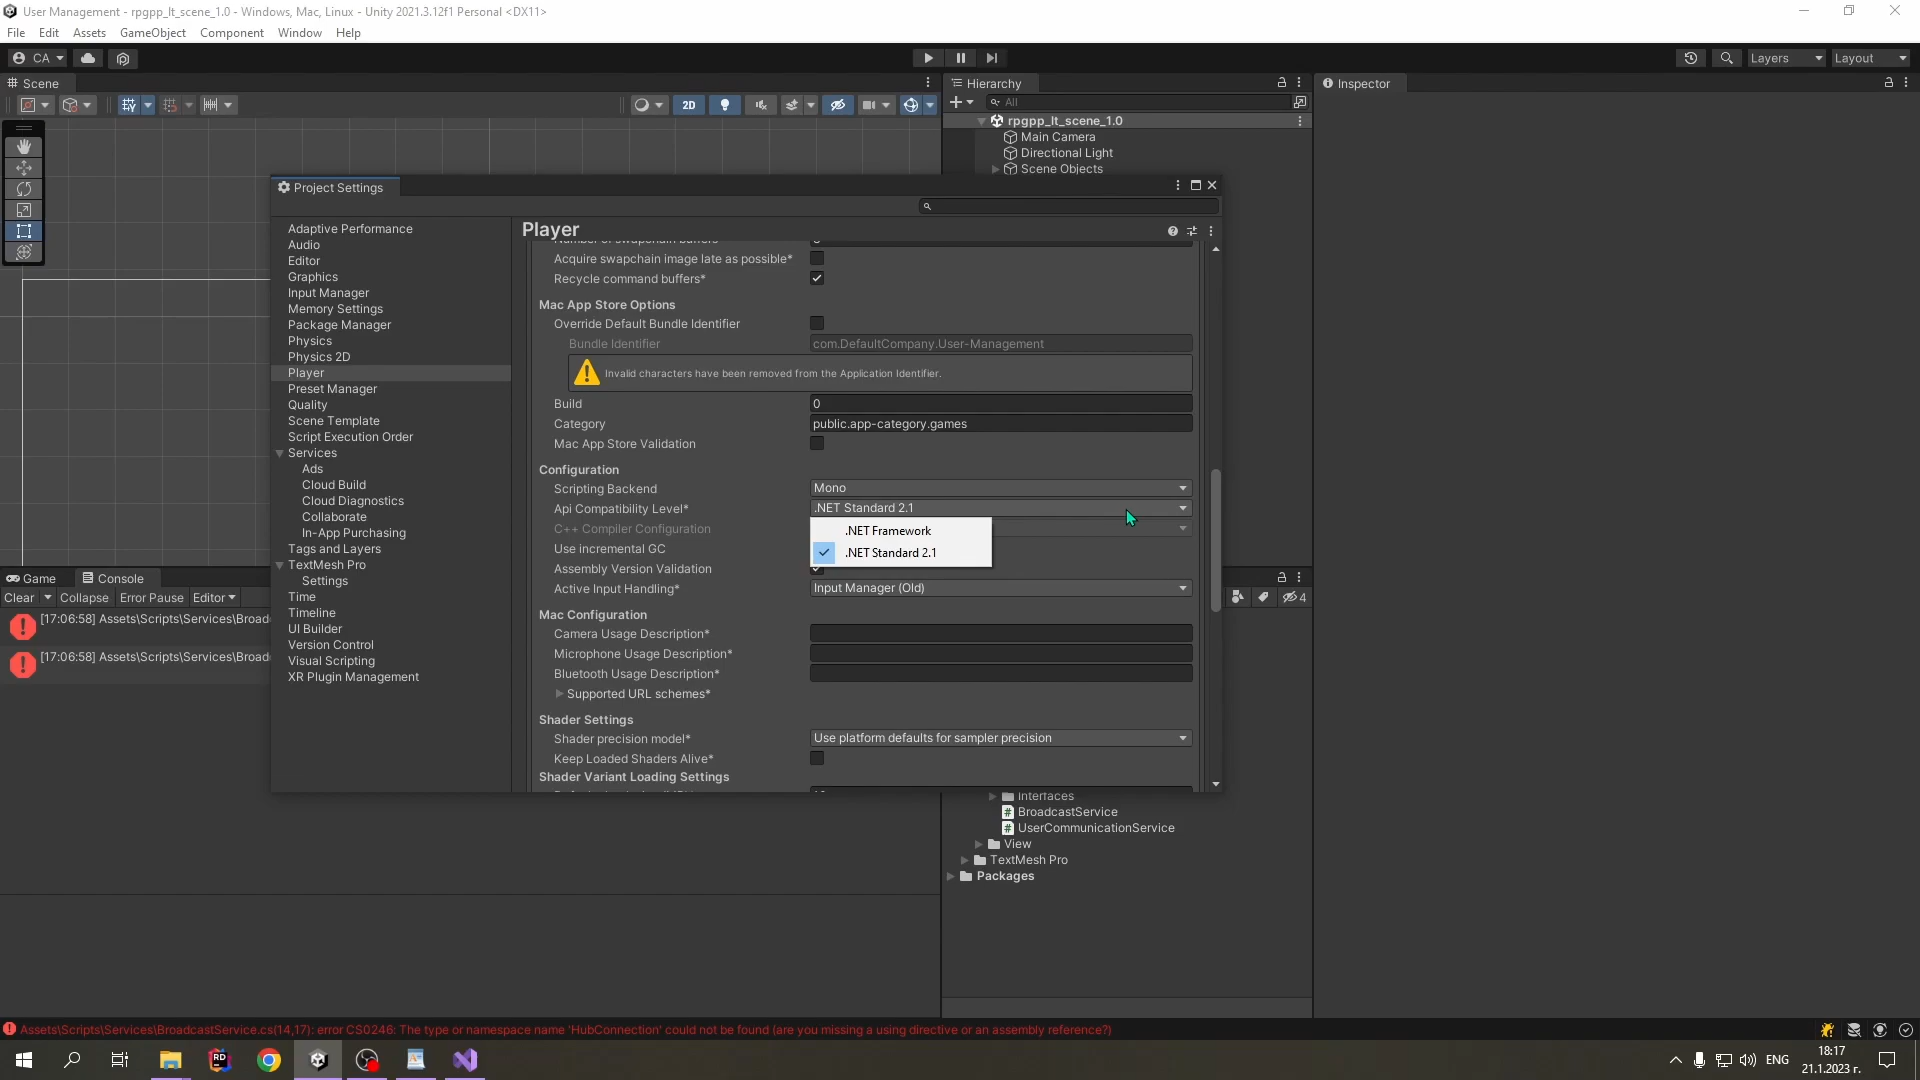 User Management - rpgpp_lt_scene_1.0 - Windows, Mac, Linux - Unity 2021.3.12f1 Personal <DX11>
File Edit Assets GameObject Component Window Help
CA Layers Layout
Scene
2D
Hierarchy
All
rpgpp_lt_scene_1.0
Main Camera
Directional Light
Scene Objects
Inspector
Project Settings
Adaptive Performance
Audio
Editor
Graphics
Input Manager
Memory Settings
Package Manager
Physics
Physics 2D
Player
Preset Manager
Quality
Scene Template
Script Execution Order
Services
Ads
Cloud Build
Cloud Diagnostics
Collaborate
In-App Purchasing
Tags and Layers
TextMesh Pro
Settings
Time
Timeline
UI Builder
Version Control
Visual Scripting
XR Plugin Management
Player
Number of swapchain buffers
Acquire swapchain image late as possible*
Recycle command buffers*
Mac App Store Options
Override Default Bundle Identifier
Bundle Identifier com.DefaultCompany.User-Management
Invalid characters have been removed from the Application Identifier.
Build 0
Category public.app-category.games
Mac App Store Validation
Configuration
Scripting Backend Mono
Api Compatibility Level* .NET Standard 2.1
.NET Framework
.NET Standard 2.1
C++ Compiler Configuration
Use incremental GC
Assembly Version Validation
Active Input Handling* Input Manager (Old)
Mac Configuration
Camera Usage Description*
Microphone Usage Description*
Bluetooth Usage Description*
Supported URL schemes*
Shader Settings
Shader precision model* Use platform defaults for sampler precision
Keep Loaded Shaders Alive*
Shader Variant Loading Settings
Game Console
Clear Collapse Error Pause Editor
[17:06:58] Assets\Scripts\Services\Broad
[17:06:58] Assets\Scripts\Services\Broad
4
Interfaces
BroadcastService
UserCommunicationService
View
TextMesh Pro
Packages
Assets\Scripts\Services\BroadcastService.cs(14,17): error CS0246: The type or namespace name 'HubConnection' could not be found (are you missing a using directive or an assembly reference?)
RD
ENG
18:17
21.1.2023 г.